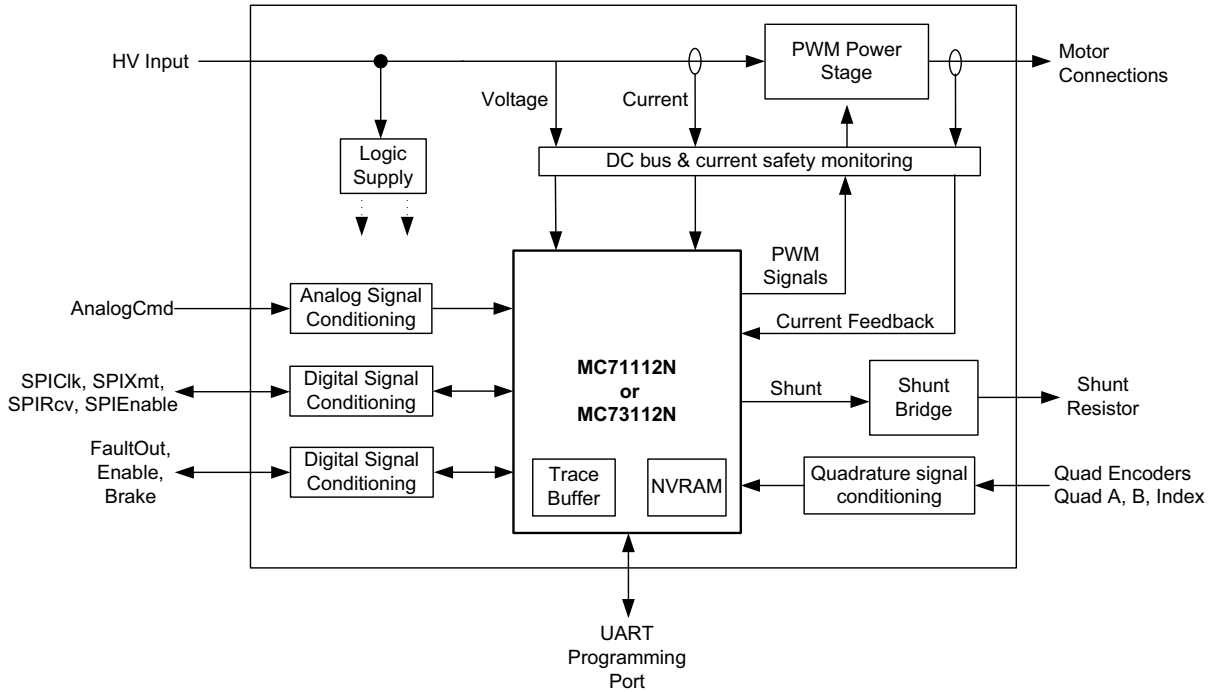 HV Input
PWM Power
Stage
Motor
Connections
Voltage
Current
Logic
Supply
DC bus & current safety monitoring
PWM
Signals
AnalogCmd
Analog Signal
Conditioning
Current Feedback
MC71112N
or
MC73112N
SPIClk, SPIXmt,
SPIRcv, SPIEnable
Digital Signal
Conditioning
Shunt
Shunt
Bridge
Shunt
Resistor
FaultOut,
Enable,
Brake
Digital Signal
Conditioning
Trace
Buffer
NVRAM
Quadrature signal
conditioning
Quad Encoders
Quad A, B, Index
UART
Programming
Port